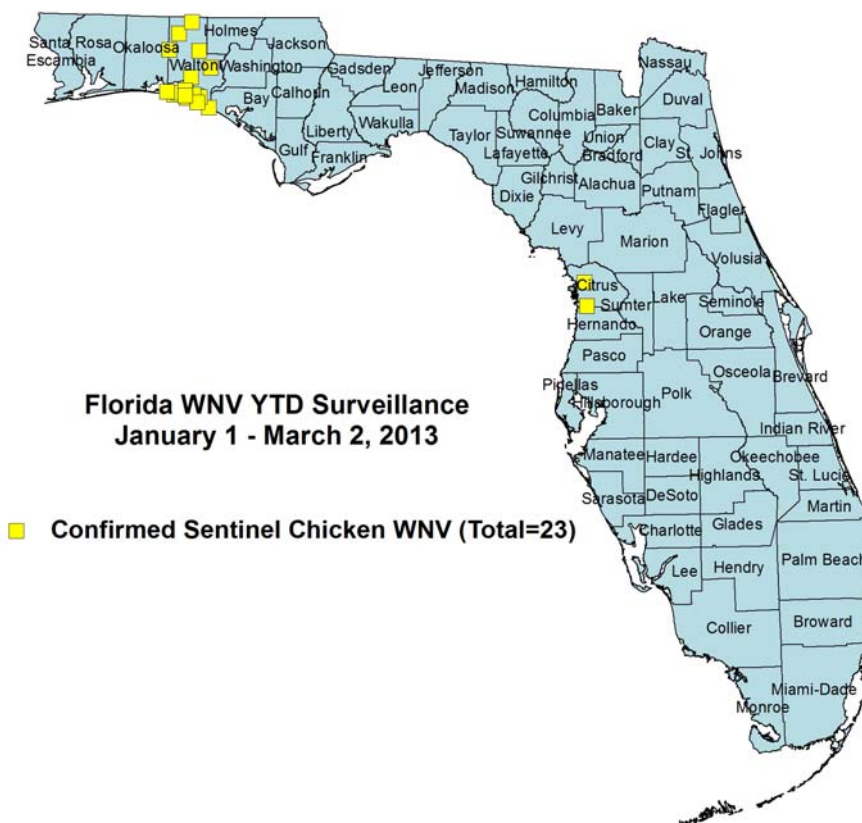 Holmes
Jackson
Santa Rosa
Okaloosa
Escambia
Walton
Washington
Gadsden
Jefferson
Leon
Madison
Hamilton
Nassau
Bay
Calhoun
Liberty
Wakulla
Taylor
Suwannee
Columbia
Baker
Duval
Gulf
Franklin
Lafayette
Union
Bradford
Clay
St. Johns
Dixie
Gilchrist
Alachua
Putnam
Flagler
Levy
Marion
Volusia
Citrus
Sumter
Lake
Seminole
Hernando
Orange
Pasco
Osceola
Brevard
Pinellas
Hillsborough
Polk
Indian River
Florida WNV YTD Surveillance
January 1 - March 2, 2013
Manatee
Hardee
Highlands
Okeechobee
St. Lucie
Sarasota
DeSoto
Martin
Confirmed Sentinel Chicken WNV (Total=23)
Charlotte
Glades
Lee
Hendry
Palm Beach
Collier
Broward
Miami-Dade
Monroe